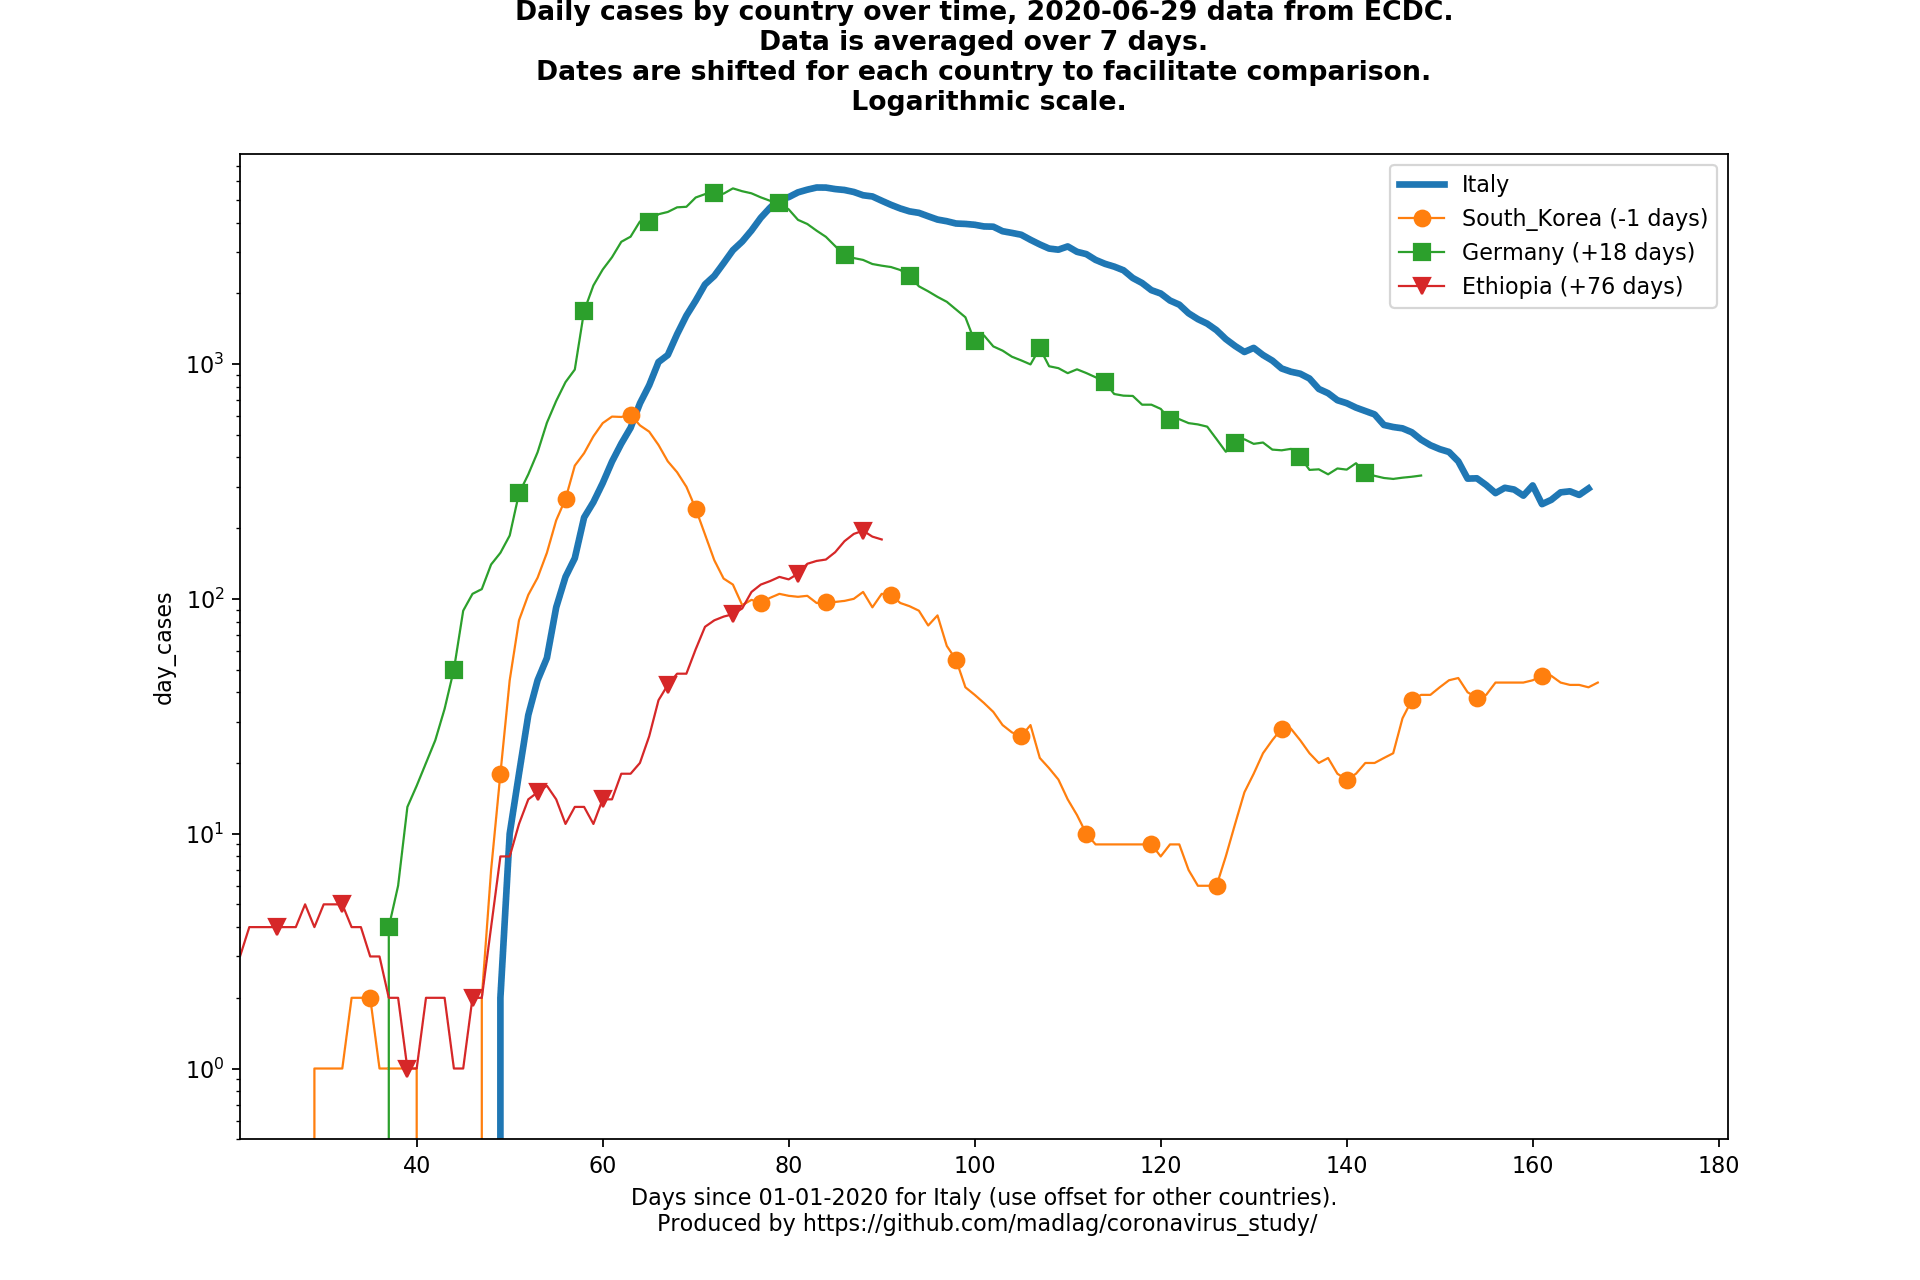 Daily cases by country over time, 2020-06-29 data from ECDC.
Data is averaged over 7 days.
Dates are shifted for each country to facilitate comparison.
Logarithmic scale.
Italy
South_Korea (-1 days)
Germany (+18 days)
Ethiopia (+76 days)
day_cases
10³
10²
10¹
10⁰
40 60 80 100 120 140 160 180
Days since 01-01-2020 for Italy (use offset for other countries).
Produced by https://github.com/madlag/coronavirus_study/